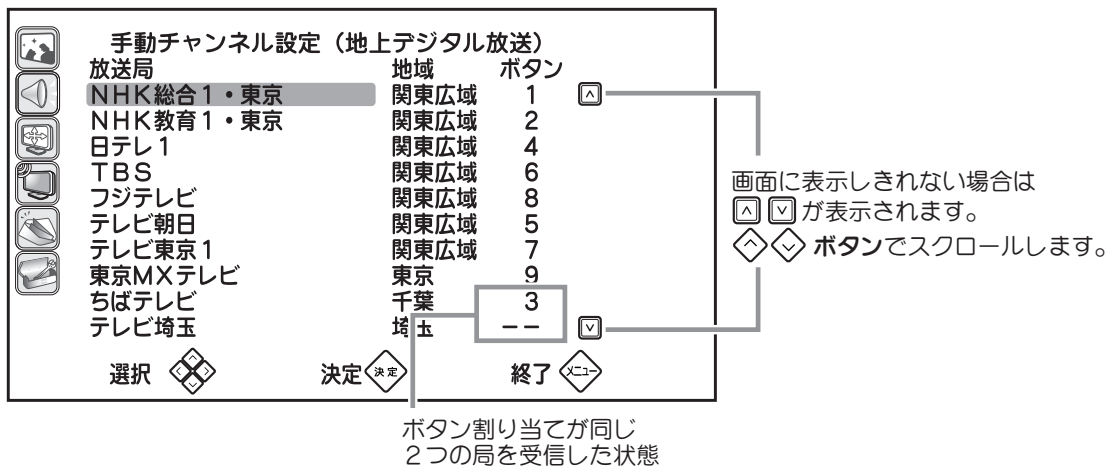 手動チャンネル設定（地上デジタル放送）
放送局 地域 ボタン
ＮＨＫ総合１・東京 関東広域 1
ＮＨＫ教育１・東京 関東広域 2
日テレ１ 関東広域 4
ＴＢＳ 関東広域 6
フジテレビ 関東広域 8
テレビ朝日 関東広域 5
テレビ東京１ 関東広域 7
東京ＭＸテレビ 東京 9
ちばテレビ 千葉 3
テレビ埼玉 埼玉 −−
選択 決定 決定 終了 メニュー
画面に表示しきれない場合は
が表示されます。
ボタンでスクロールします。
ボタン割り当てが同じ
２つの局を受信した状態